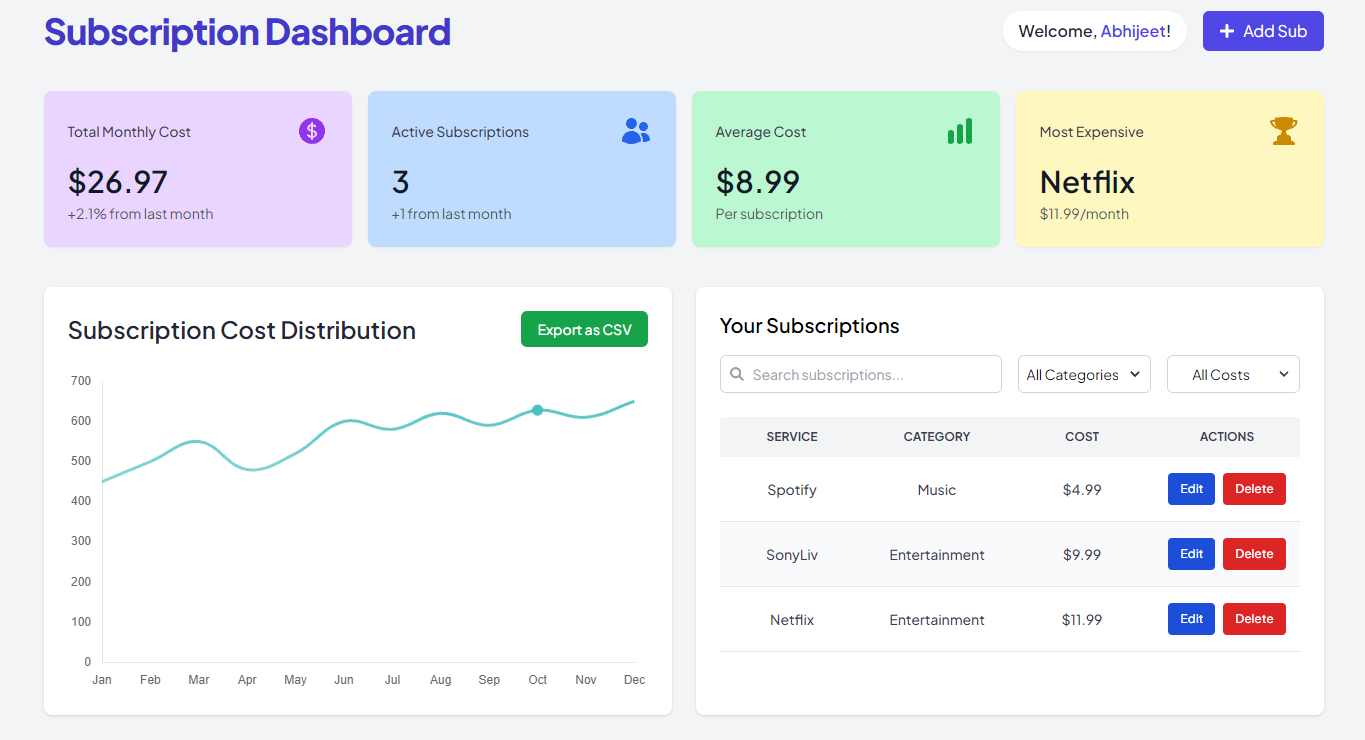 Subscription Dashboard
Welcome, Abhijeet!
Add Sub
Total Monthly Cost
$26.97
+2.1% from last month
Active Subscriptions
3
+1 from last month
Average Cost
$8.99
Per subscription
Most Expensive
Netflix
$11.99/month
Subscription Cost Distribution
Export as CSV
700
600
500
400
300
200
100
0
Jan Feb Mar Apr May Jun Jul Aug Sep Oct Nov Dec
Your Subscriptions
Search subscriptions...
All Categories
All Costs
SERVICE CATEGORY COST ACTIONS
Spotify Music $4.99 Edit Delete
SonyLiv Entertainment $9.99 Edit Delete
Netflix Entertainment $11.99 Edit Delete